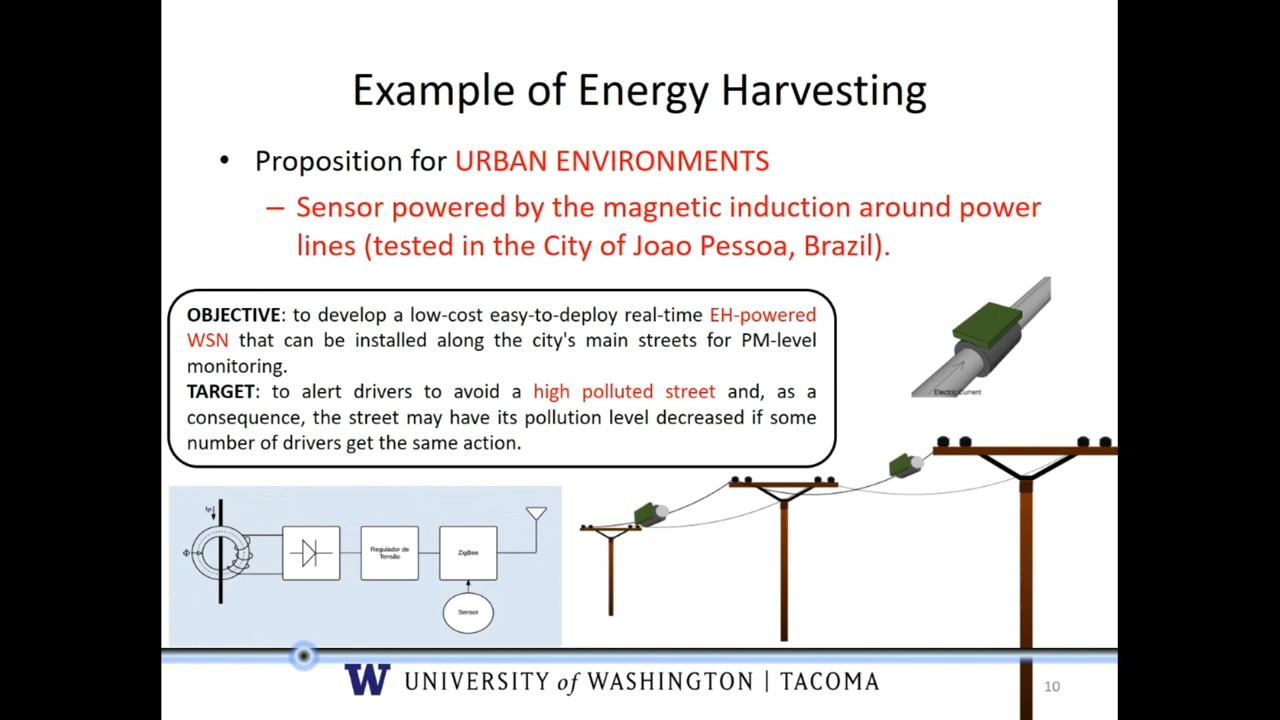 Example of Energy Harvesting
• Proposition for URBAN ENVIRONMENTS
– Sensor powered by the magnetic induction around power
lines (tested in the City of Joao Pessoa, Brazil).
OBJECTIVE: to develop a low-cost easy-to-deploy real-time EH-powered
WSN that can be installed along the city's main streets for PM-level
monitoring.
TARGET: to alert drivers to avoid a high polluted street and, as a
consequence, the street may have its pollution level decreased if some
number of drivers get the same action.
Electric Current
Φ
Regulador de
Tensão
ZigBee
Sensor
W UNIVERSITY of WASHINGTON | TACOMA
10